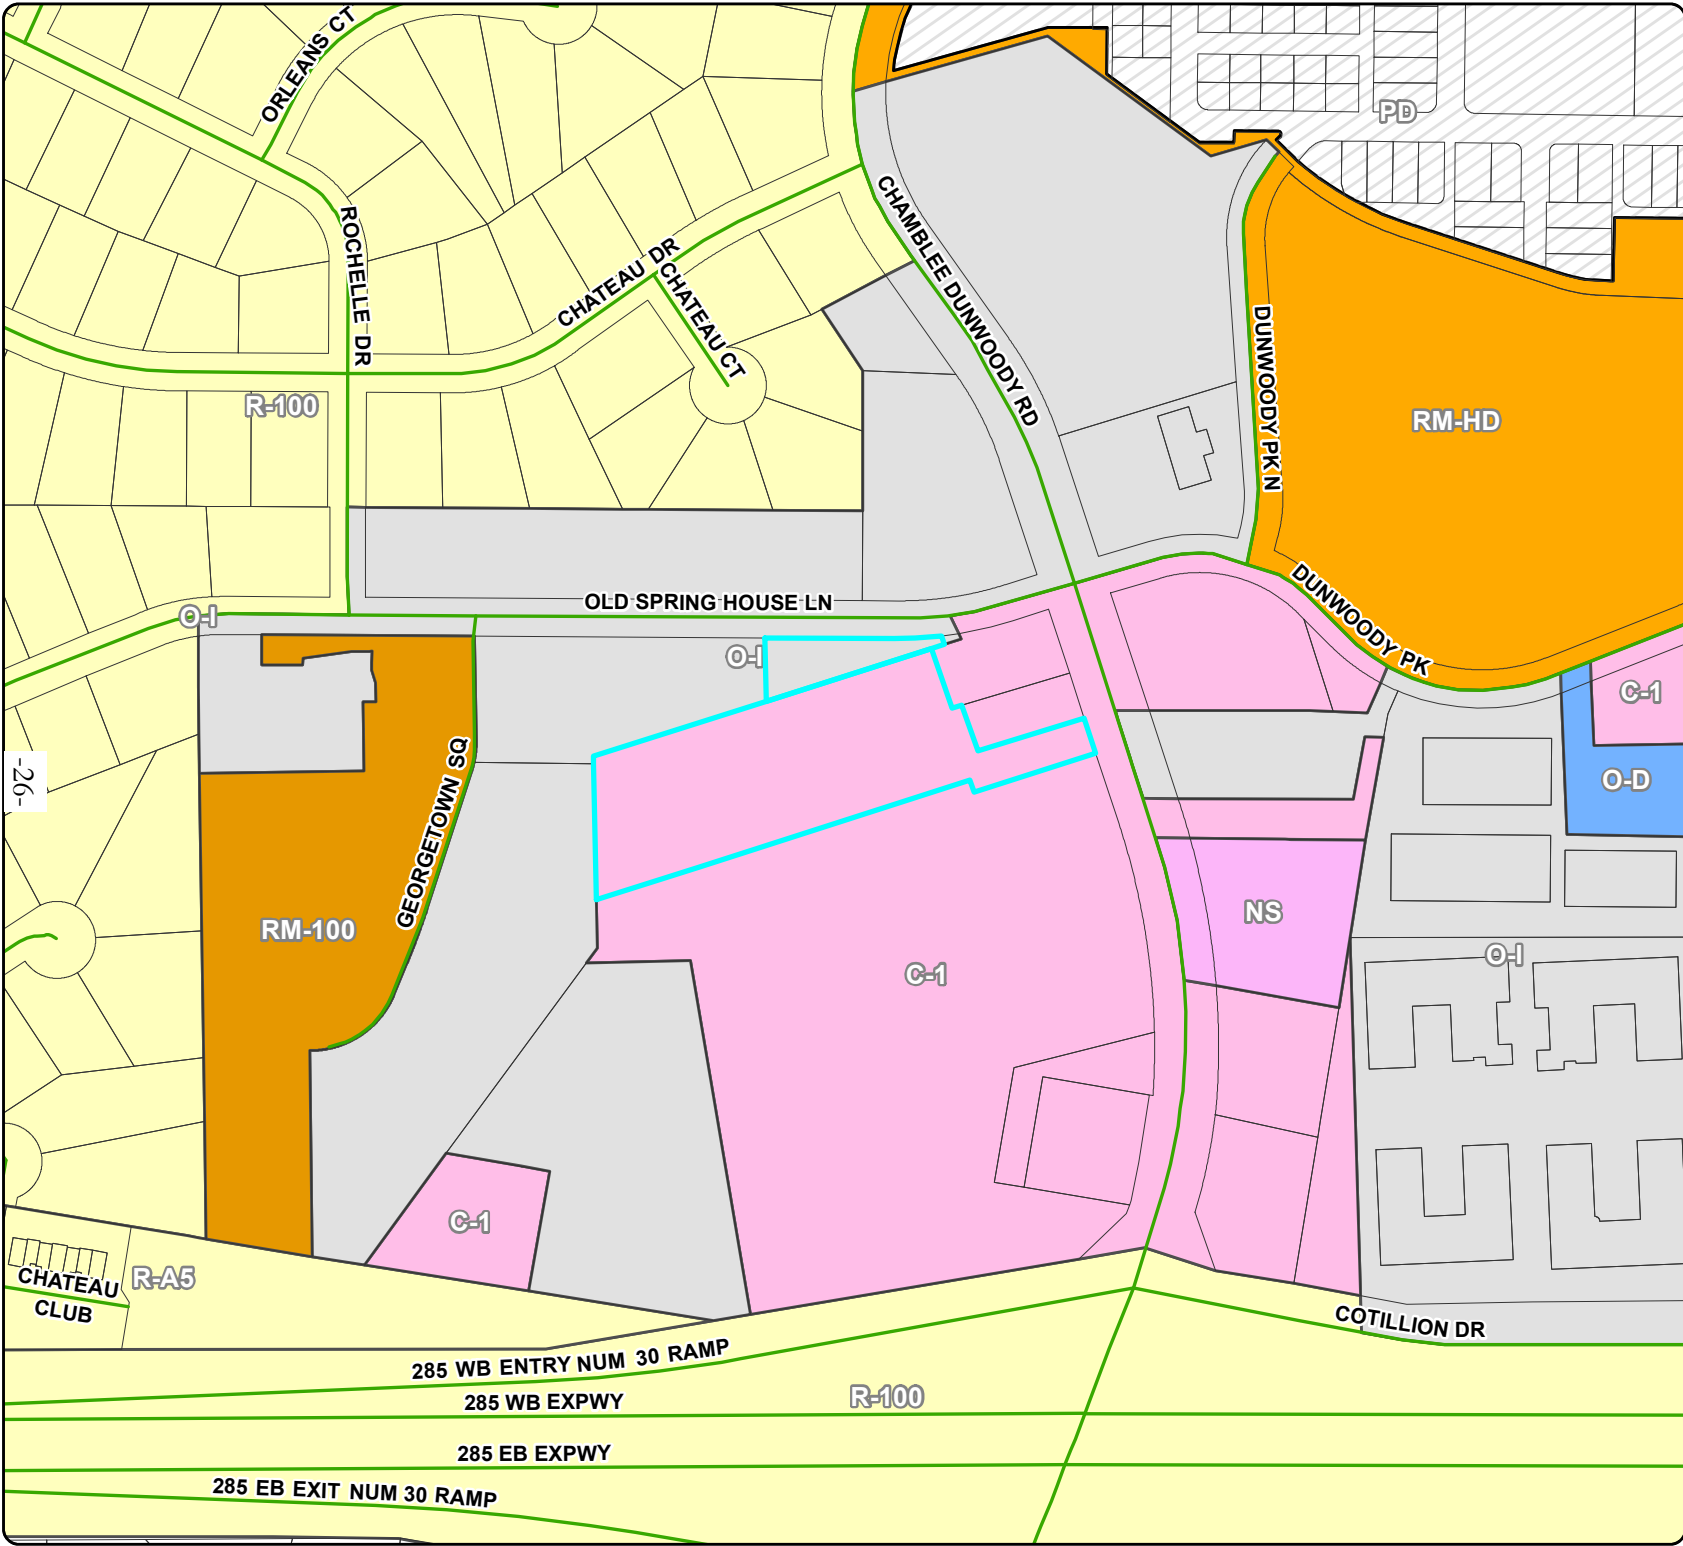 ORLEANS CT
PD
CHAMBLEE DUNWOODY RD
ROCHELLE DR
CHATEAU DR
CHATEAU CT
DUNWOODY PK N
R-100
RM-HD
OLD SPRING HOUSE LN
DUNWOODY PK
O-I
O-I
C-1
-26-
O-D
GEORGETOWN SQ
NS
RM-100
O-I
C-1
C-1
R-A5
CHATEAU
CLUB
COTILLION DR
285 WB ENTRY NUM 30 RAMP
R-100
285 WB EXPWY
285 EB EXPWY
285 EB EXIT NUM 30 RAMP